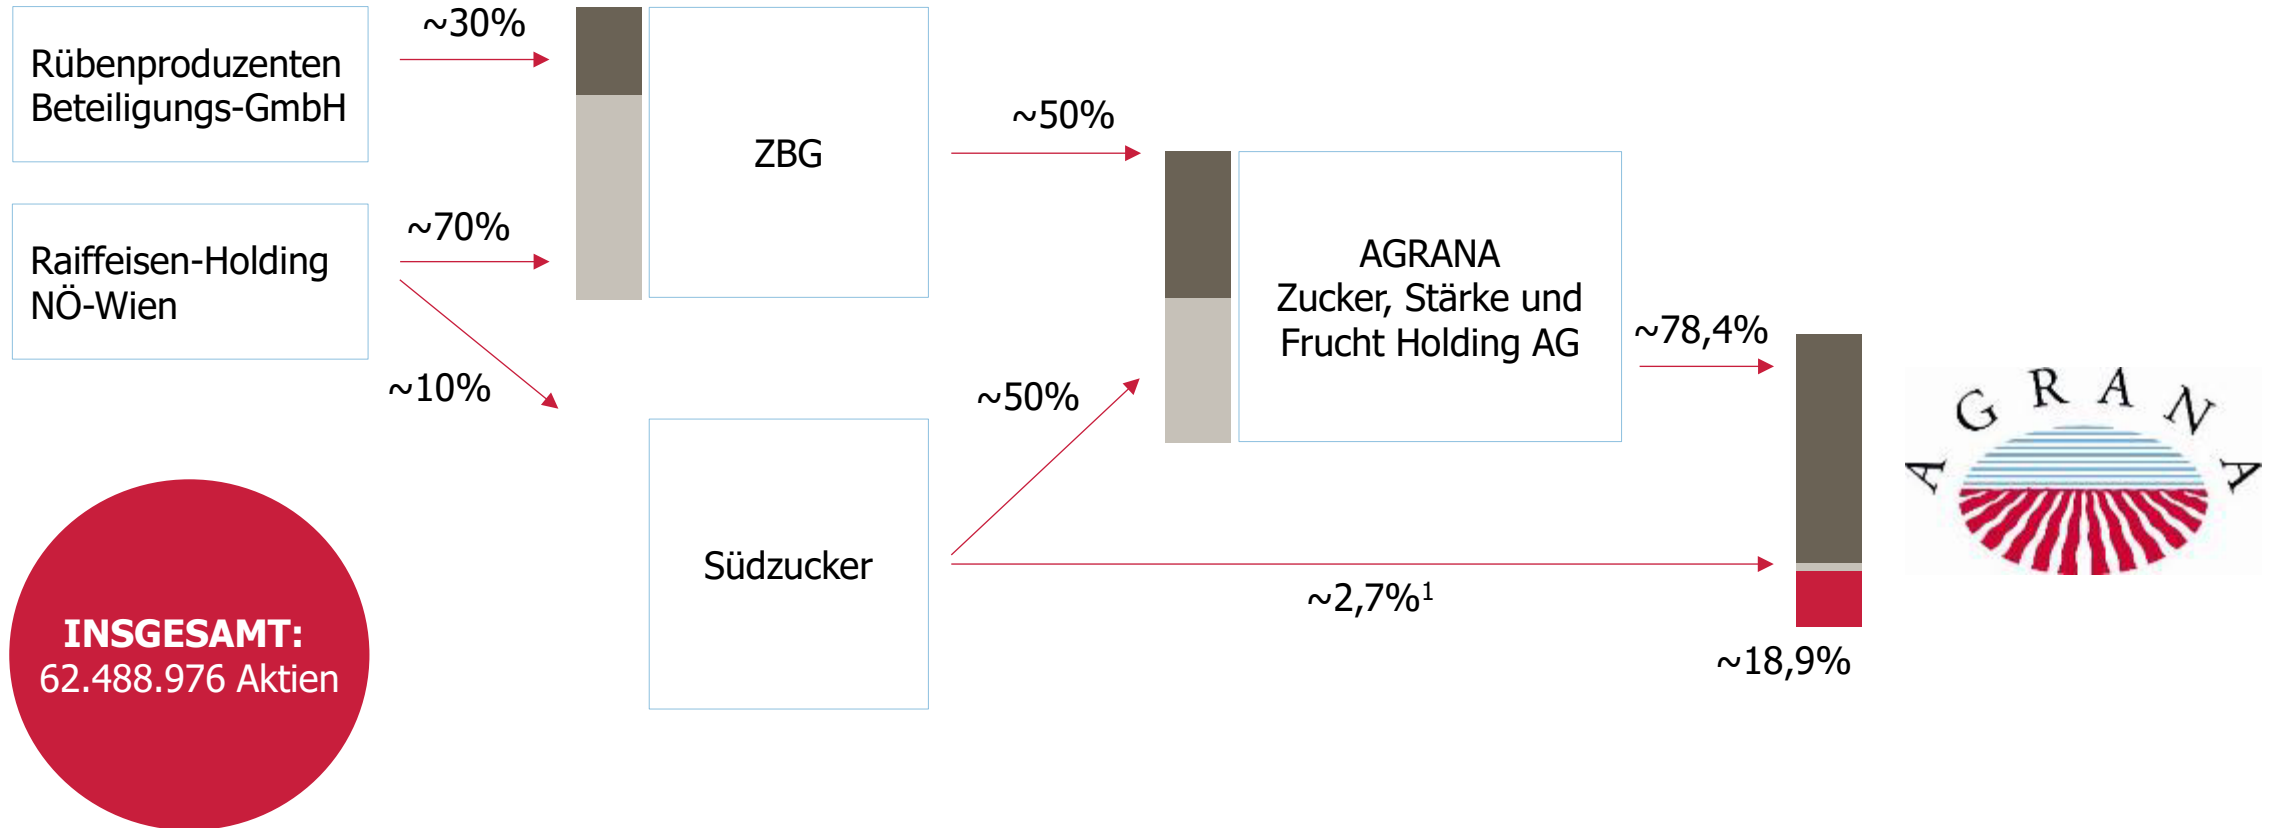 Rübenproduzenten
Beteiligungs-GmbH
~30%
ZBG
~50%
Raiffeisen-Holding
NÖ-Wien
~70%
~10%
AGRANA
Zucker, Stärke und
Frucht Holding AG
~78,4%
AGRANA
~50%
Südzucker
~2,7%¹
~18,9%
INSGESAMT:
62.488.976 Aktien